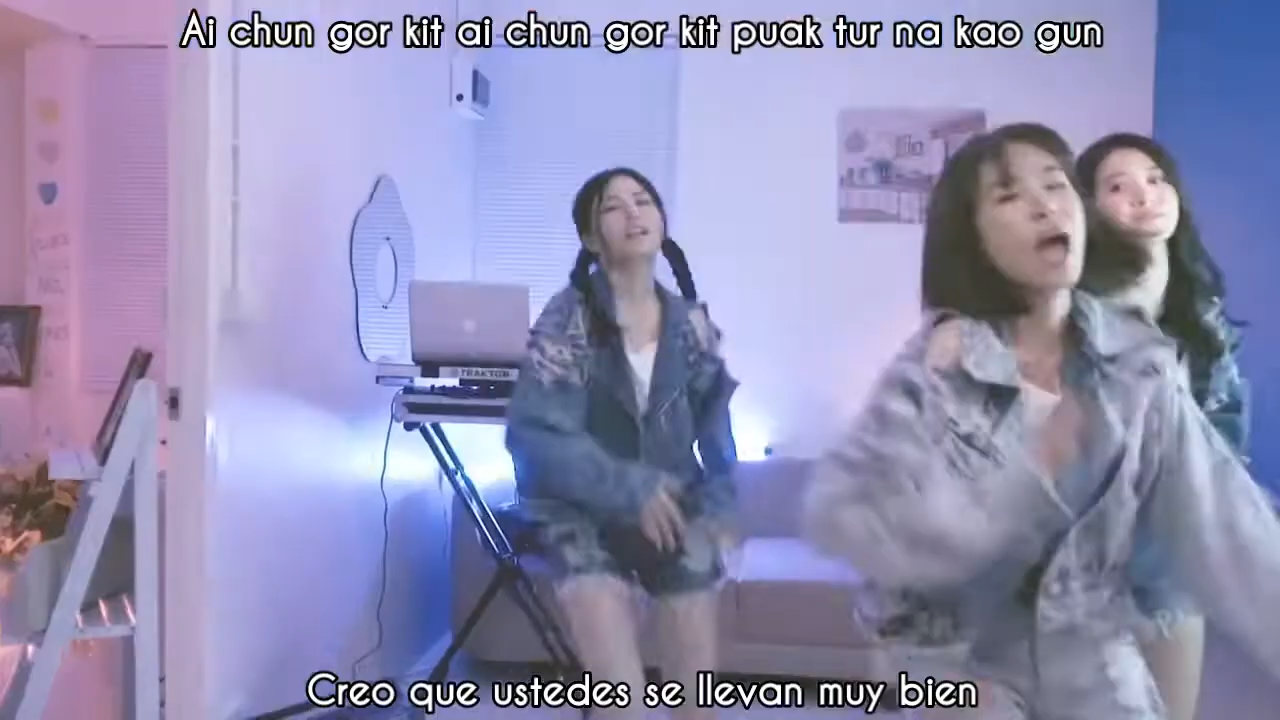 Ai chun gor kit ai chun gor kit puak tur na kao gun
TRAKTOR
Creo que ustedes se llevan muy bien